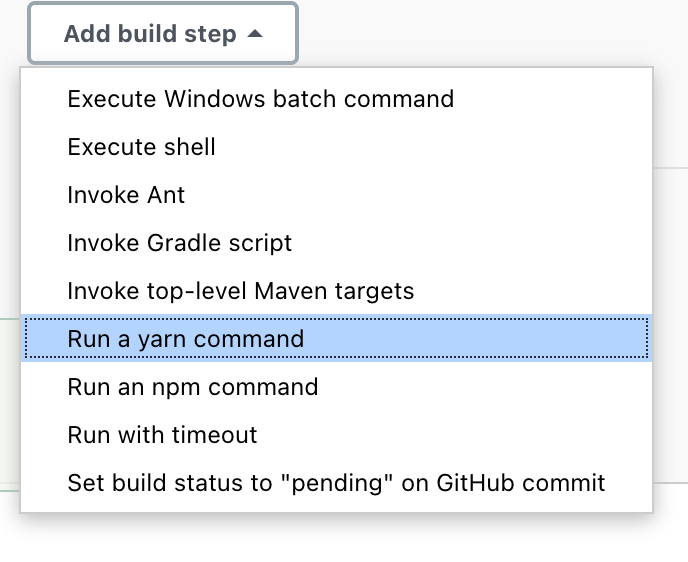 Add build step
Execute Windows batch command
Execute shell
Invoke Ant
Invoke Gradle script
Invoke top-level Maven targets
Run a yarn command
Run an npm command
Run with timeout
Set build status to "pending" on GitHub commit